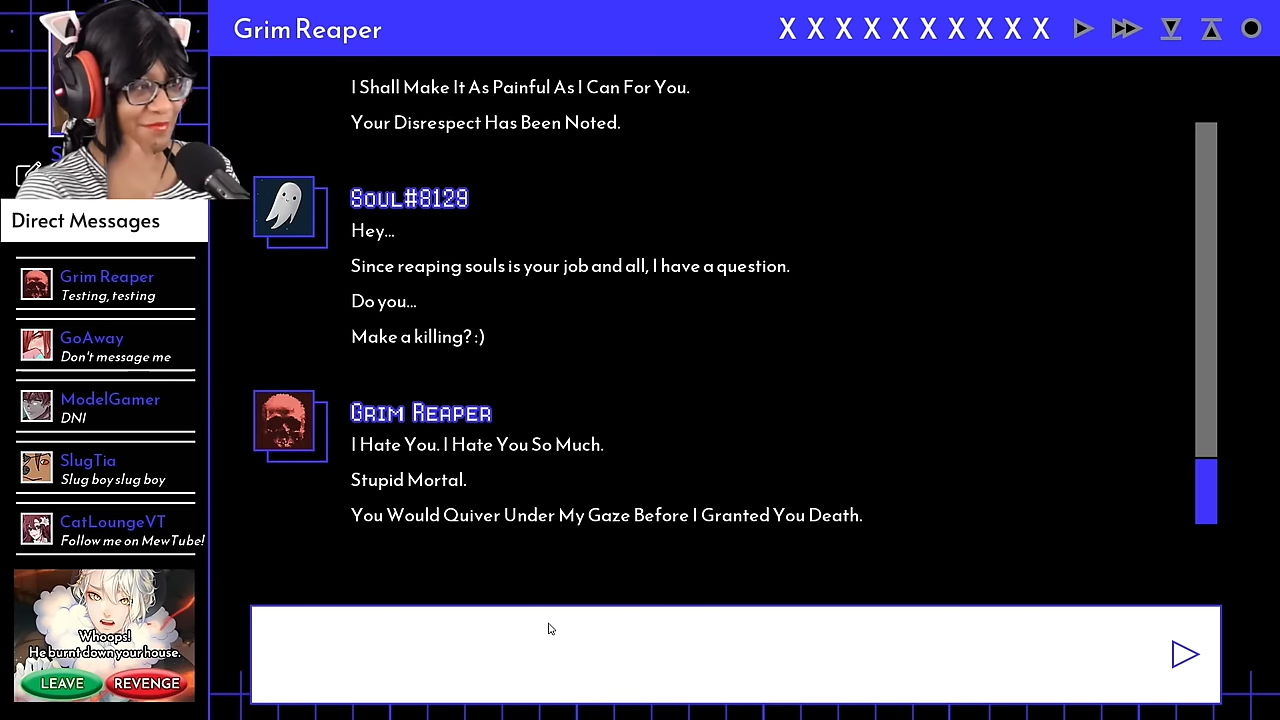 Grim Reaper
X X X X X X X X X X
I Shall Make It As Painful As I Can For You.
Your Disrespect Has Been Noted.
S
Direct Messages
Grim Reaper
Testing, testing
GoAway
Don't message me
ModelGamer
DNI
SlugTia
Slug boy slug boy
CatLoungeVT
Follow me on MewTube!
Whoops!
He burnt down your house.
LEAVE
REVENGE
Soul#8129
Hey...
Since reaping souls is your job and all, I have a question.
Do you...
Make a killing? :)
Grim Reaper
I Hate You. I Hate You So Much.
Stupid Mortal.
You Would Quiver Under My Gaze Before I Granted You Death.